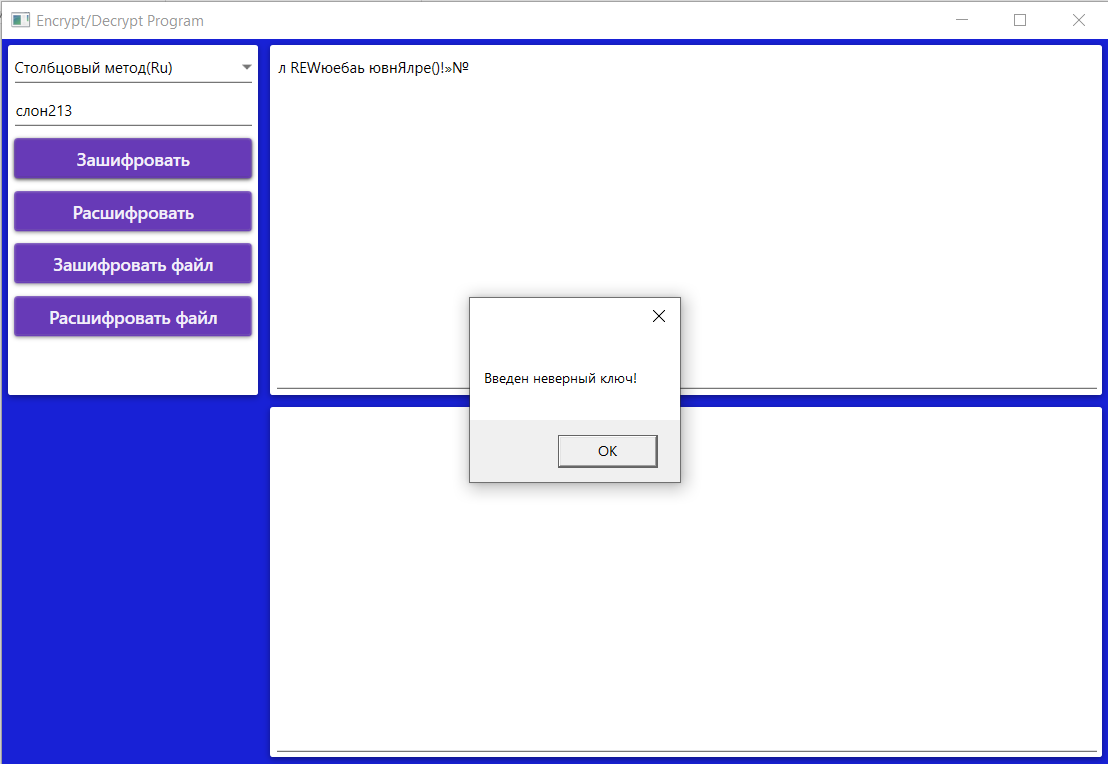 Encrypt/Decrypt Program
Столбцовый метод(Ru)
слон213
Зашифровать
Расшифровать
Зашифровать файл
Расшифровать файл
л REWюебаь ювнЯлре()!»№
Введен неверный ключ!
ОК